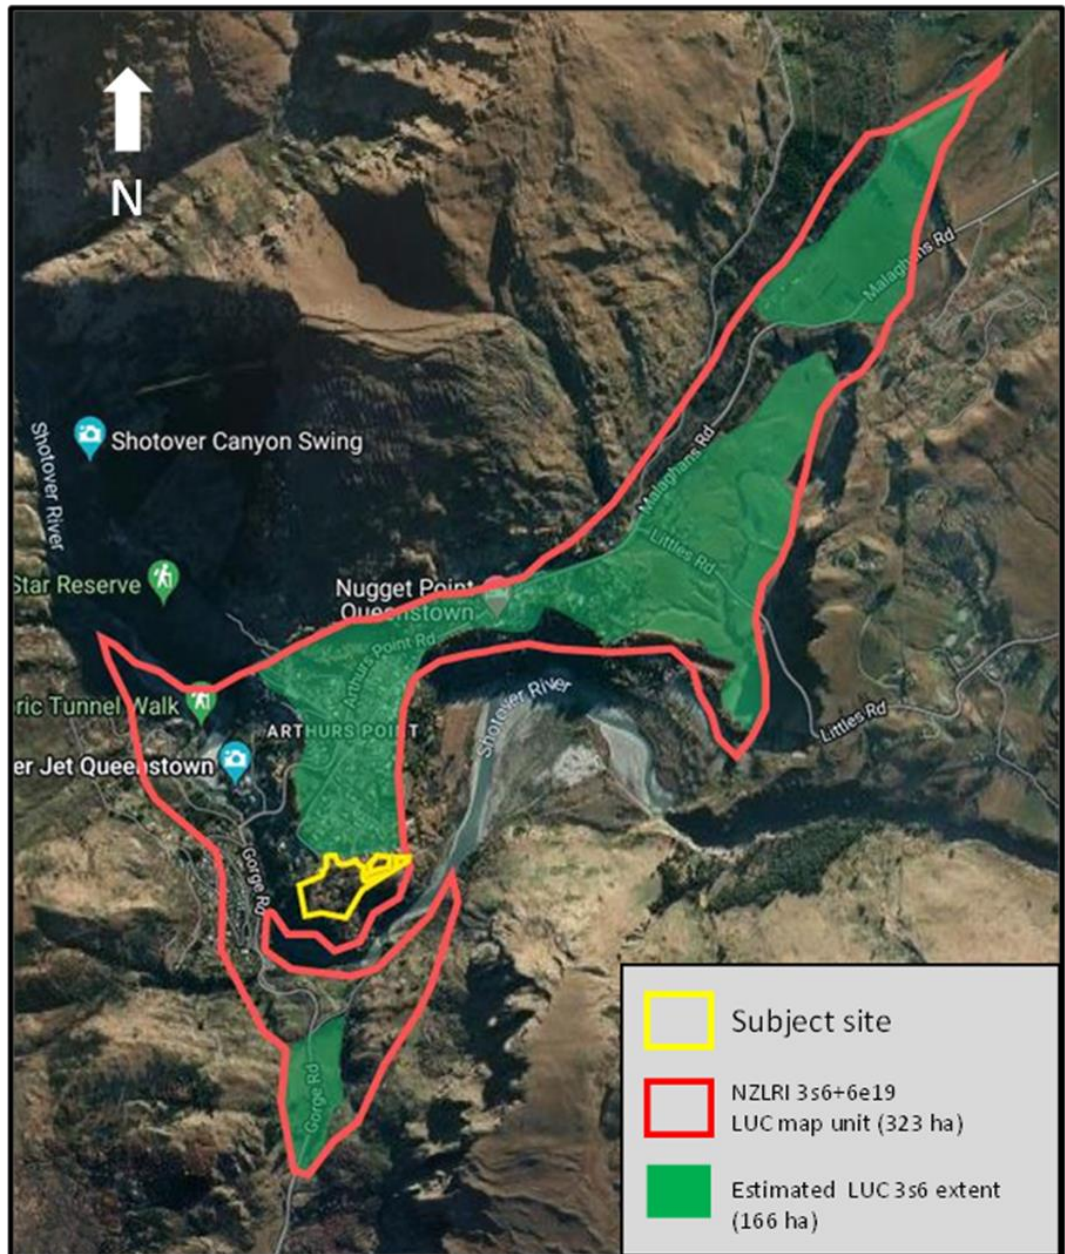 N
Malaghans Rd
Shotover River
Shotover Canyon Swing
Malaghans Rd
Littles Rd
Star Reserve
Nugget Point
Queenstown
Arthurs Point Rd
ric Tunnel Walk
ARTHURS POINT
Shotover River
Littles Rd
er Jet Queenstown
Gorge Rd
Gorge Rd
Subject site
NZLRI 3s6+6e19
LUC map unit (323 ha)
Estimated LUC 3s6 extent
(166 ha)